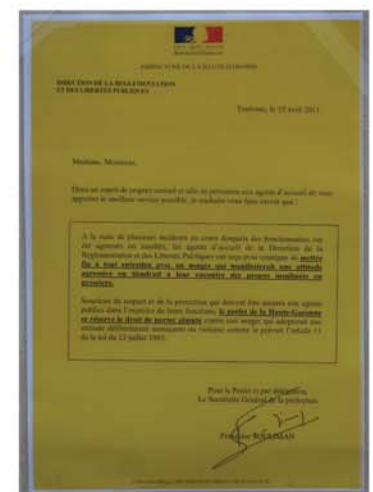 PREFECTURE DE LA HAUTE-GARONNE
DIRECTION DE LA REGLEMENTATION
ET DES LIBERTES PUBLIQUES
Toulouse, le 15 avril 2011
Madame, Monsieur,
Dans un esprit de respect mutuel et afin de permettre aux agents d'accueil de vous
apporter le meilleur service possible, je souhaite vous faire savoir que :
A la suite de plusieurs incidents au cours desquels des fonctionnaires ont
été agressés ou insultés, les agents d'accueil de la Direction de la
Réglementation et des Libertés Publiques ont reçu pour consigne de mettre
fin à tout entretien avec un usager qui manifesterait une attitude
agressive ou tiendrait à leur encontre des propos insultants ou
grossiers.
Soucieux du respect et de la protection qui doivent être assurés aux agents
publics dans l'exercice de leurs fonctions, le préfet de la Haute-Garonne
se réserve le droit de porter plainte contre tout usager qui adopterait une
attitude délibérément menaçante ou violente comme le prévoit l'article 11
de la loi du 13 juillet 1983.
Pour le Préfet et par délégation,
Le Secrétaire Général de la préfecture
Françoise SOULIMAN